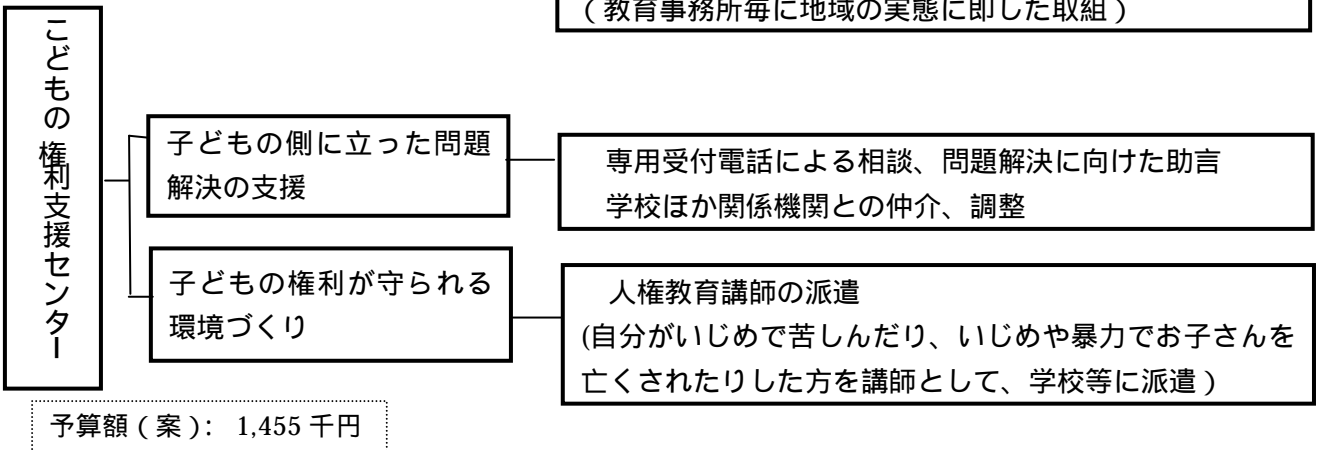 （教育事務所毎に地域の実態に即した取組）
こどもの権利支援センター
子どもの側に立った問題
解決の支援
専用受付電話による相談、問題解決に向けた助言
学校ほか関係機関との仲介、調整
子どもの権利が守られる
環境づくり
人権教育講師の派遣
(自分がいじめで苦しんだり、いじめや暴力でお子さんを
亡くされたりした方を講師として、学校等に派遣）
予算額（案）： 1,455 千円